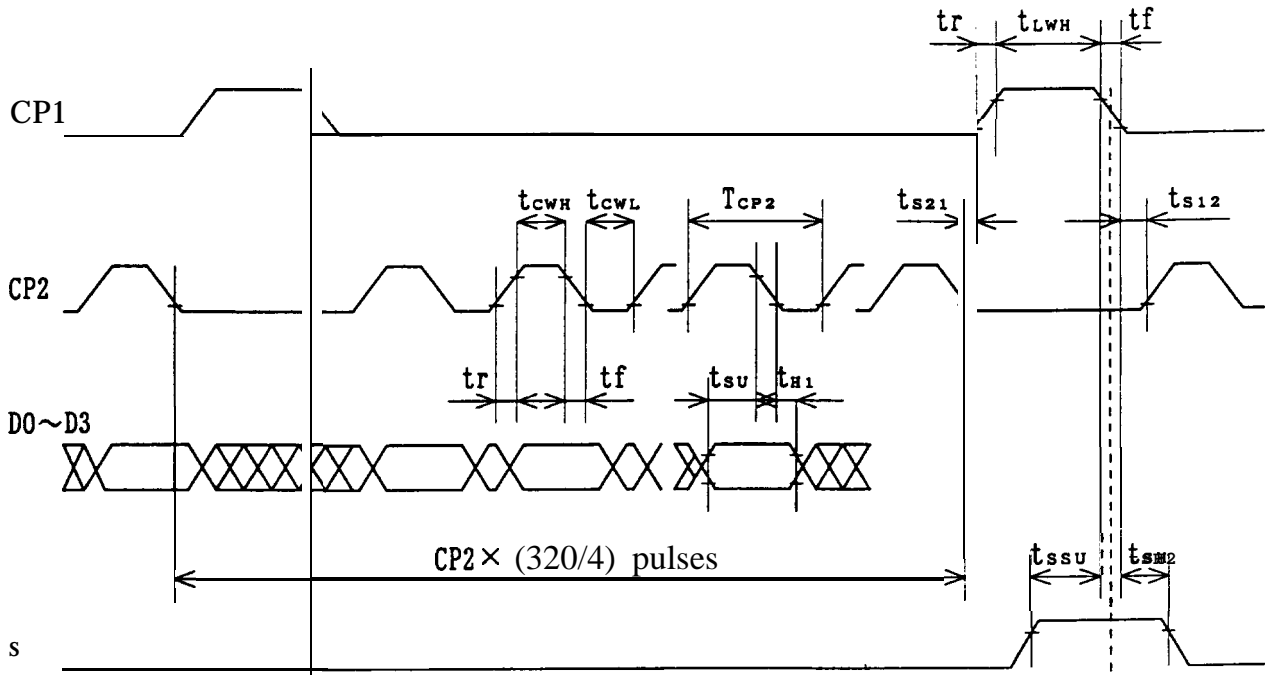 tr tLWH tf
CP1
tCWH tCWL TCP2 tS21 tS12
CP2
tr tf tSU tH1
D0~D3
CP2× (320/4) pulses tSSU
s